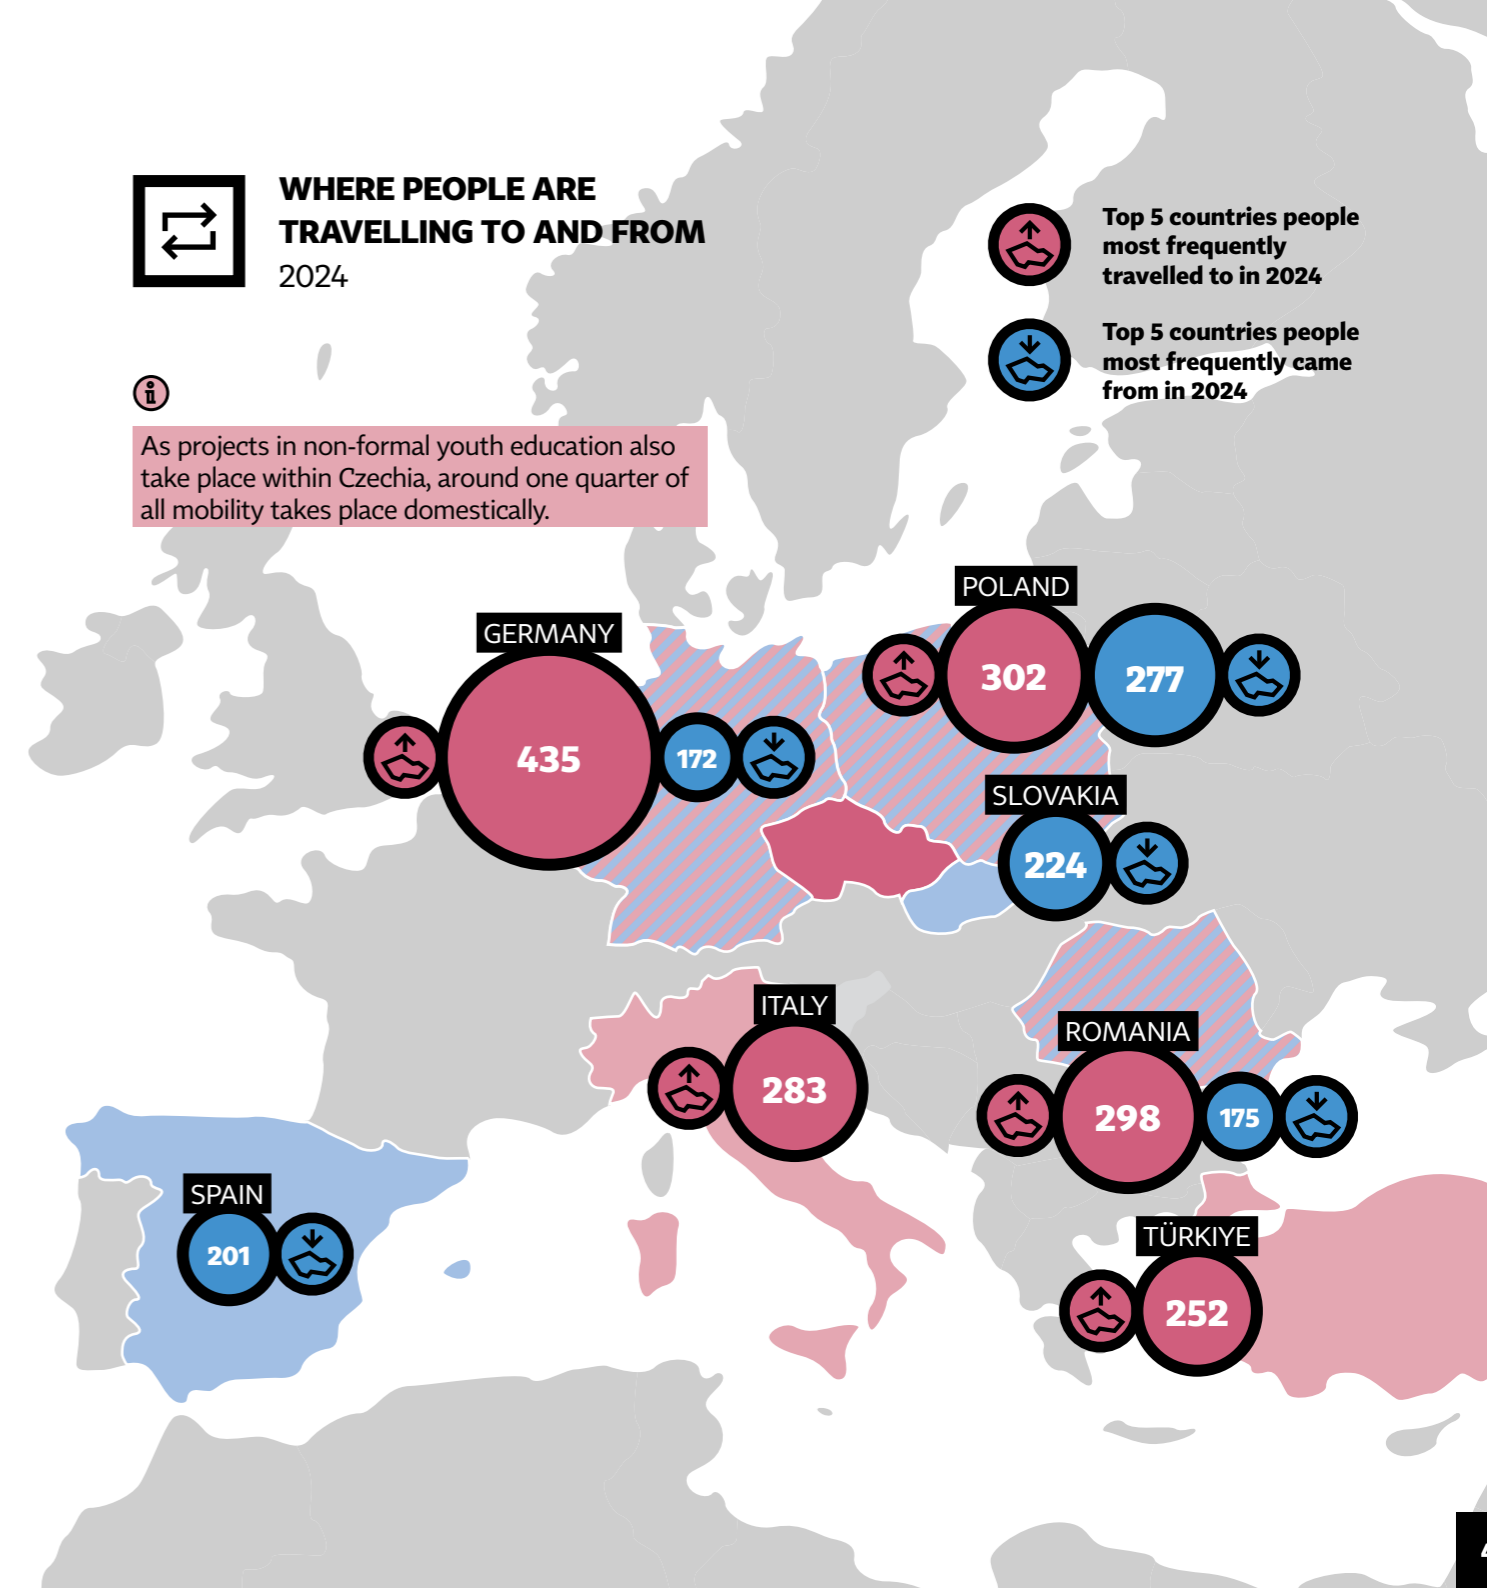 WHERE PEOPLE ARE
TRAVELLING TO AND FROM
2024
Top 5 countries people
most frequently
travelled to in 2024
Top 5 countries people
most frequently came
from in 2024
As projects in non-formal youth education also
take place within Czechia, around one quarter of
all mobility takes place domestically.
POLAND
302
277
GERMANY
435
172
SLOVAKIA
224
ITALY
283
ROMANIA
298
175
SPAIN
201
TÜRKIYE
252